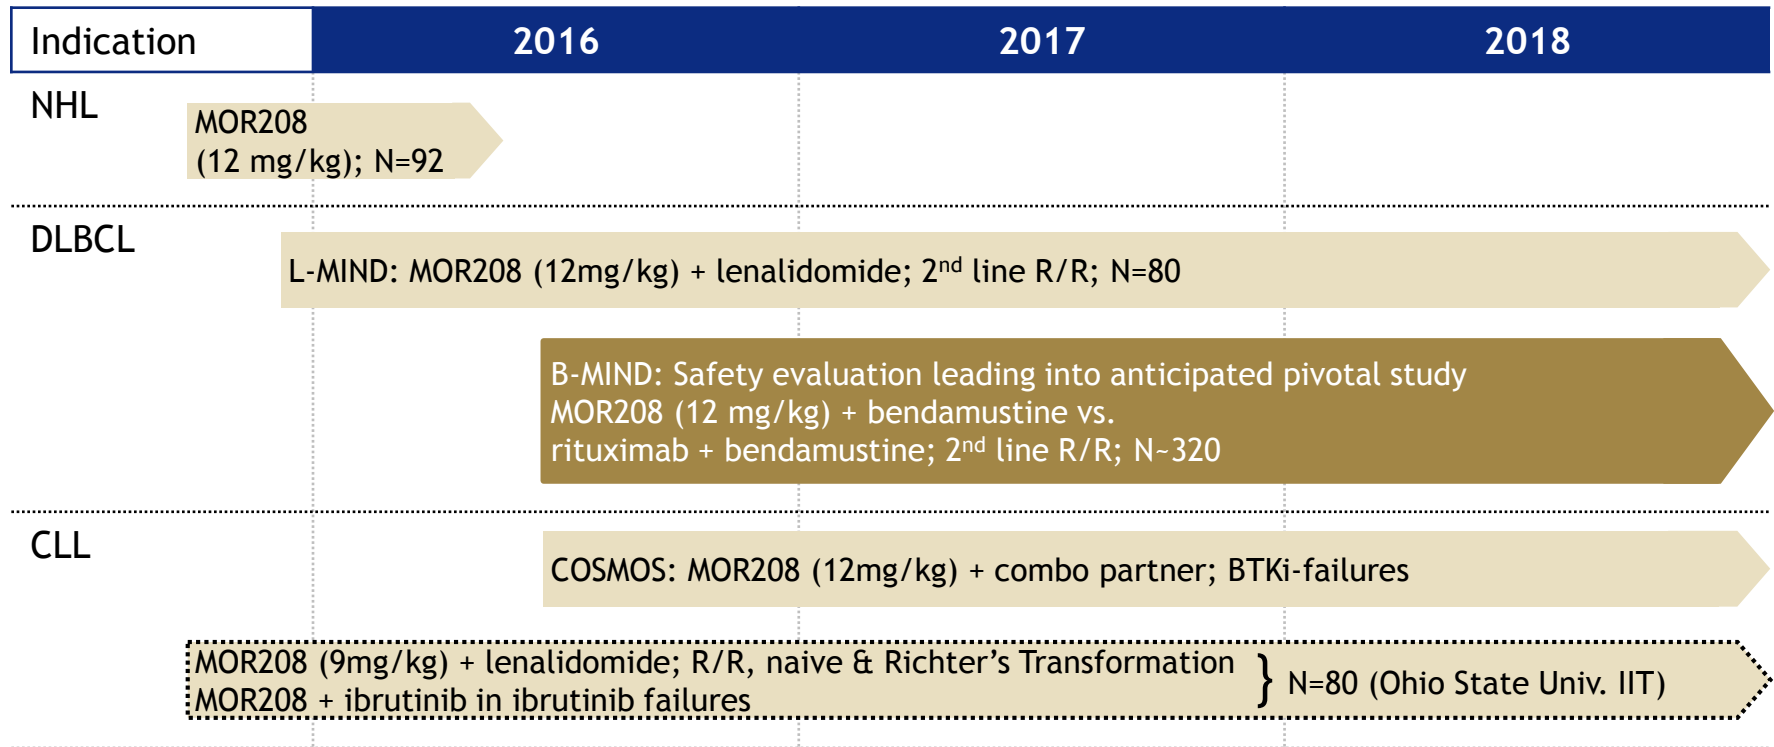 Indication 2016 2017 2018
NHL
MOR208
(12 mg/kg); N=92
DLBCL
L-MIND: MOR208 (12mg/kg) + lenalidomide; 2nd line R/R; N=80
B-MIND: Safety evaluation leading into anticipated pivotal study
MOR208 (12 mg/kg) + bendamustine vs.
rituximab + bendamustine; 2nd line R/R; N~320
CLL
COSMOS: MOR208 (12mg/kg) + combo partner; BTKi-failures
MOR208 (9mg/kg) + lenalidomide; R/R, naive & Richter’s Transformation
MOR208 + ibrutinib in ibrutinib failures
} N=80 (Ohio State Univ. IIT)